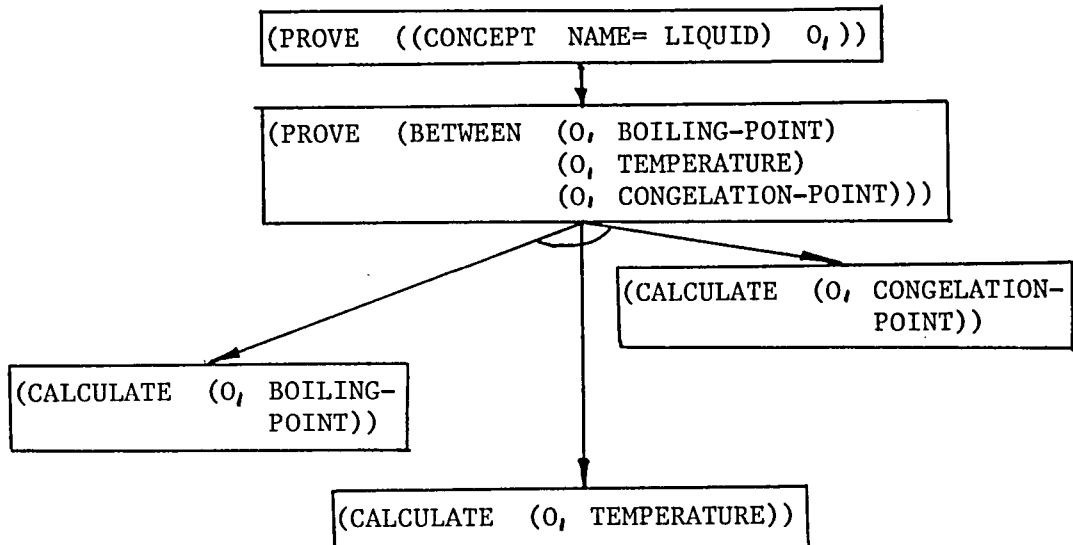 (PROVE ((CONCEPT NAME= LIQUID) O₁))
(PROVE (BETWEEN (O₁ BOILING-POINT)
(O₁ TEMPERATURE)
(O₁ CONGELATION-POINT)))
(CALCULATE (O₁ CONGELATION-
POINT))
(CALCULATE (O₁ BOILING-
POINT))
(CALCULATE (O₁ TEMPERATURE))